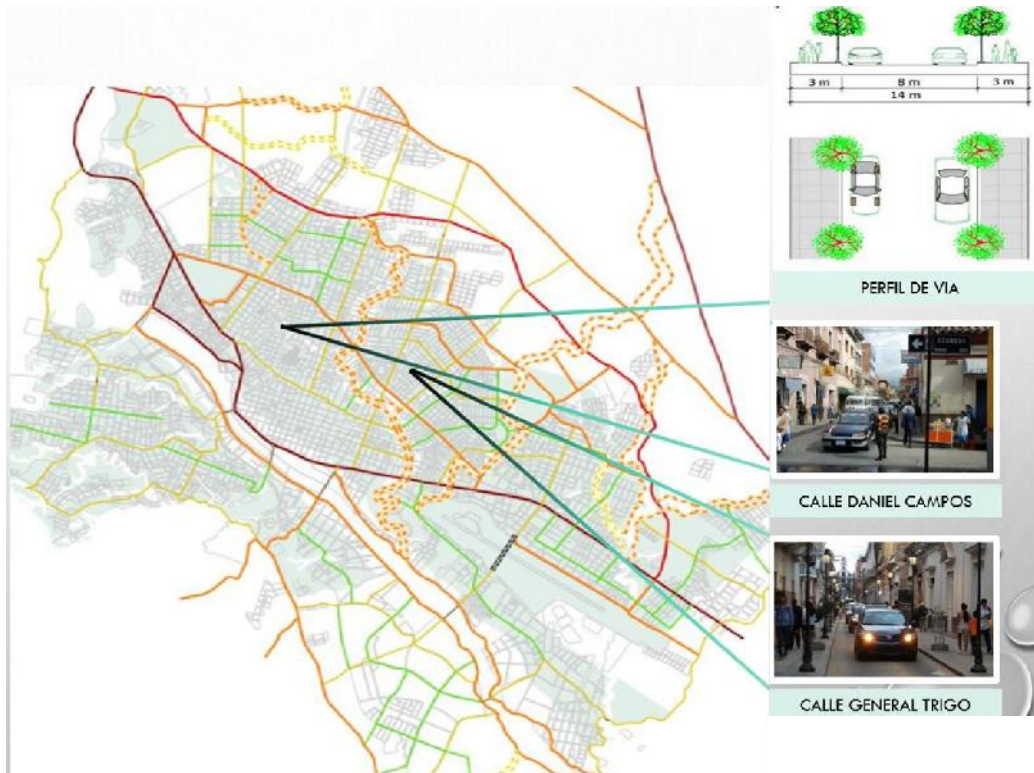 3 m 8 m 3 m
14 m
PERFIL DE VIA
CALLE DANIEL CAMPOS
CALLE GENERAL TRIGO